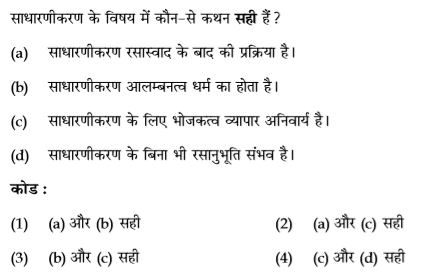 साधारणीकरण के विषय में कौन-से कथन सही हैं ?
(a) साधारणीकरण रसास्वाद के बाद की प्रक्रिया है।
(b) साधारणीकरण आलम्बनत्व धर्म का होता है।
(c) साधारणीकरण के लिए भोजकत्व व्यापार अनिवार्य है।
(d) साधारणीकरण के बिना भी रसानुभूति संभव है।
कोड :
(1) (a) और (b) सही (2) (a) और (c) सही
(3) (b) और (c) सही (4) (c) और (d) सही